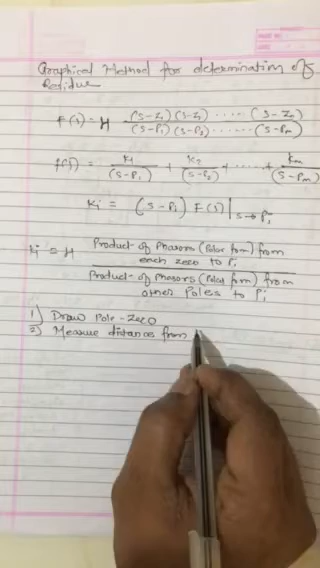 Graphical Method for determination of
Residue
F(s) = H (s-Z1)(s-Z2) ...... (s-Zn)
(s-P1)(s-P2) ...... (s-Pm)
f(s) = K1/(s-P1) + K2/(s-P2) + ...... + Km/(s-Pm)
Ki = (s-Pi) F(s) | s→Pi
Ki = H Product of Phasors (Polar form) from
each zero to Pi
Product of Phasors (Polar form) from
other Poles to Pi
1) Draw Pole-Zero
2) Measure distances from